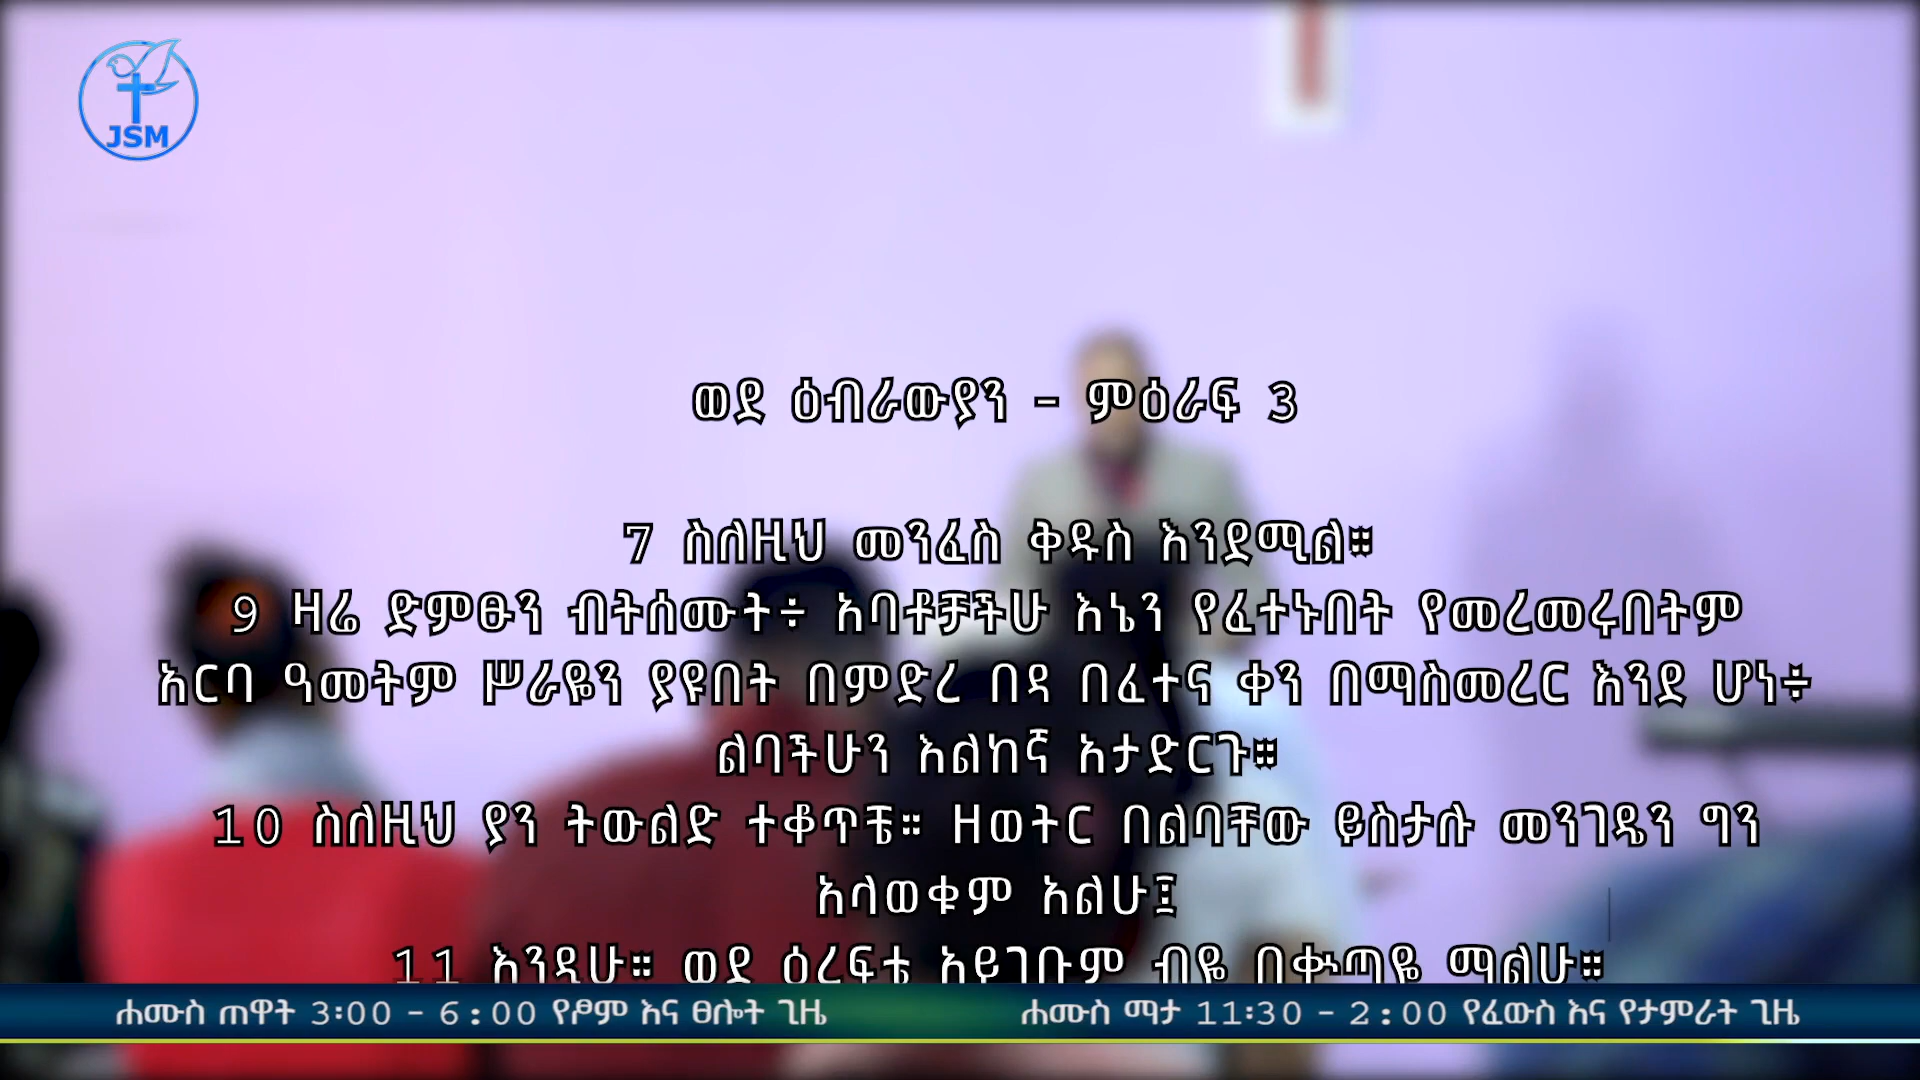 JSM
ወደ ዕብራውያን - ምዕራፍ 3
7 ስለዚህ መንፈስ ቅዱስ እንደሚል።
9 ዛሬ ድምፁን ብትሰሙት፥ አባቶቻችሁ እኔን የፈተኑበት የመረመሩበትም
አርባ ዓመትም ሥራዬን ያዩበት በምድረ በዳ በፈተና ቀን በማስመረር እንደ ሆነ፥
ልባችሁን እልከኛ አታድርጉ።
10 ስለዚህ ያን ትውልድ ተቆጥቼ። ዘወትር በልባቸው ይስታሉ መንገዴን ግን
አላወቁም አልሁ፤
11 እንዲሁ። ወደ ዕረፍቴ አይገቡም ብዬ በቍጣዬ ማልሁ።
ሐሙስ ጠዋት 3፡00 - 6:00 የፆም እና ፀሎት ጊዜ ሐሙስ ማታ 11፡30 - 2:00 የፈውስ እና የታምራት ጊዜ